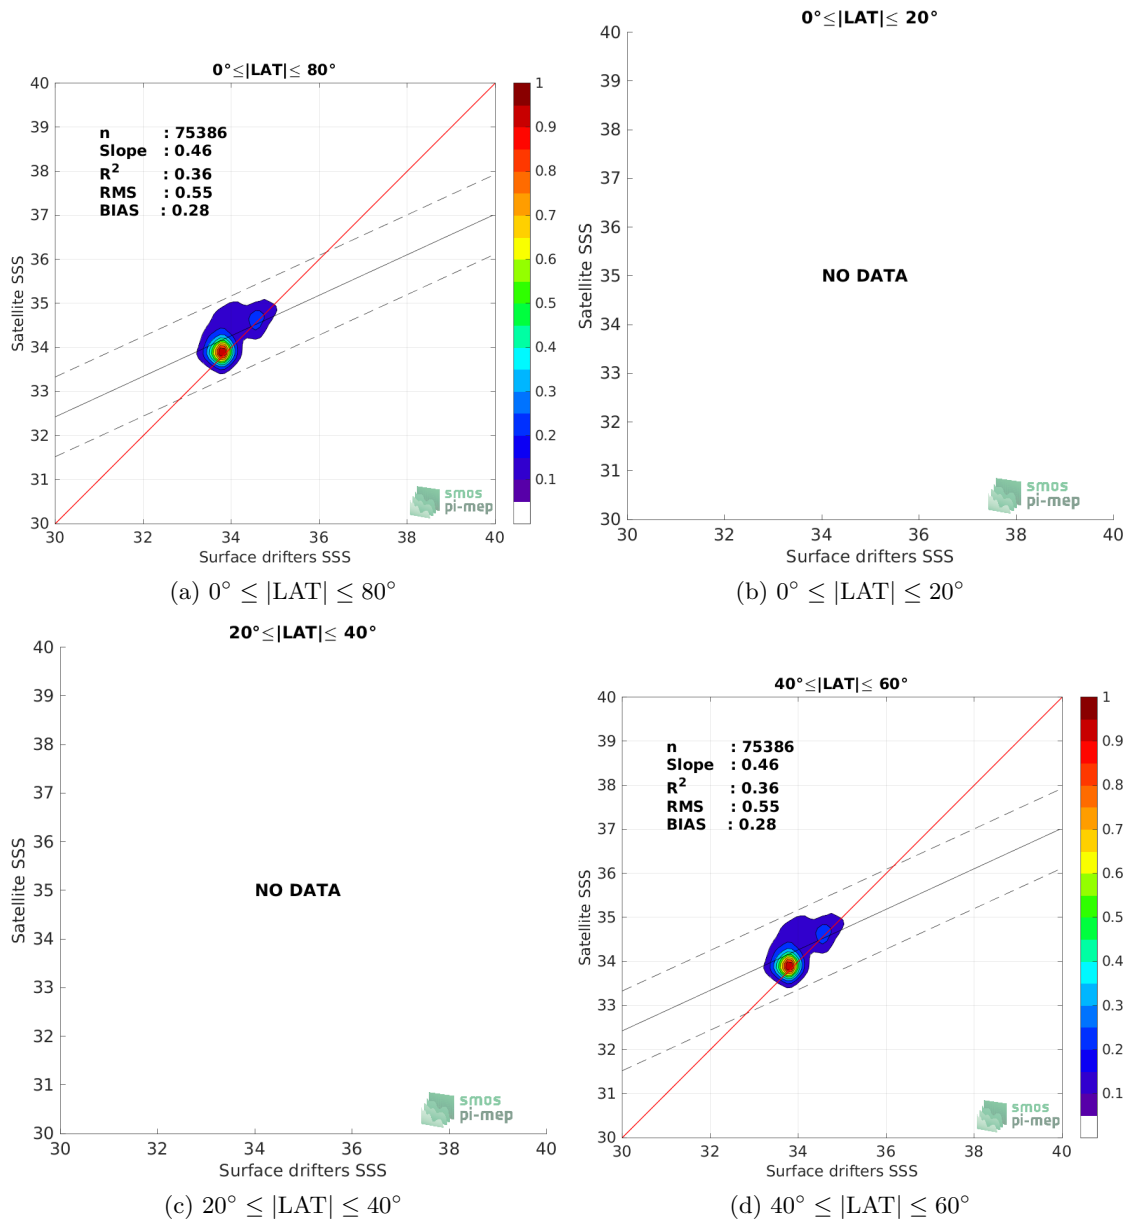 0°≤|LAT|≤ 80°
40
39
38
37
36
35
34
33
32
31
30
Satellite SSS
n : 75386
Slope : 0.46
R² : 0.36
RMS : 0.55
BIAS : 0.28
1
0.9
0.8
0.7
0.6
0.5
0.4
0.3
0.2
0.1
smos
pi-mep
30 32 34 36 38 40
Surface drifters SSS
(a) 0° ≤ |LAT| ≤ 80°
0°≤|LAT|≤ 20°
40
39
38
37
36
35
34
33
32
31
30
Satellite SSS
NO DATA
smos
pi-mep
30 32 34 36 38 40
Surface drifters SSS
(b) 0° ≤ |LAT| ≤ 20°
20°≤|LAT|≤ 40°
40
39
38
37
36
35
34
33
32
31
30
Satellite SSS
NO DATA
smos
pi-mep
30 32 34 36 38 40
Surface drifters SSS
(c) 20° ≤ |LAT| ≤ 40°
40°≤|LAT|≤ 60°
40
39
38
37
36
35
34
33
32
31
30
Satellite SSS
n : 75386
Slope : 0.46
R² : 0.36
RMS : 0.55
BIAS : 0.28
1
0.9
0.8
0.7
0.6
0.5
0.4
0.3
0.2
0.1
smos
pi-mep
30 32 34 36 38 40
Surface drifters SSS
(d) 40° ≤ |LAT| ≤ 60°